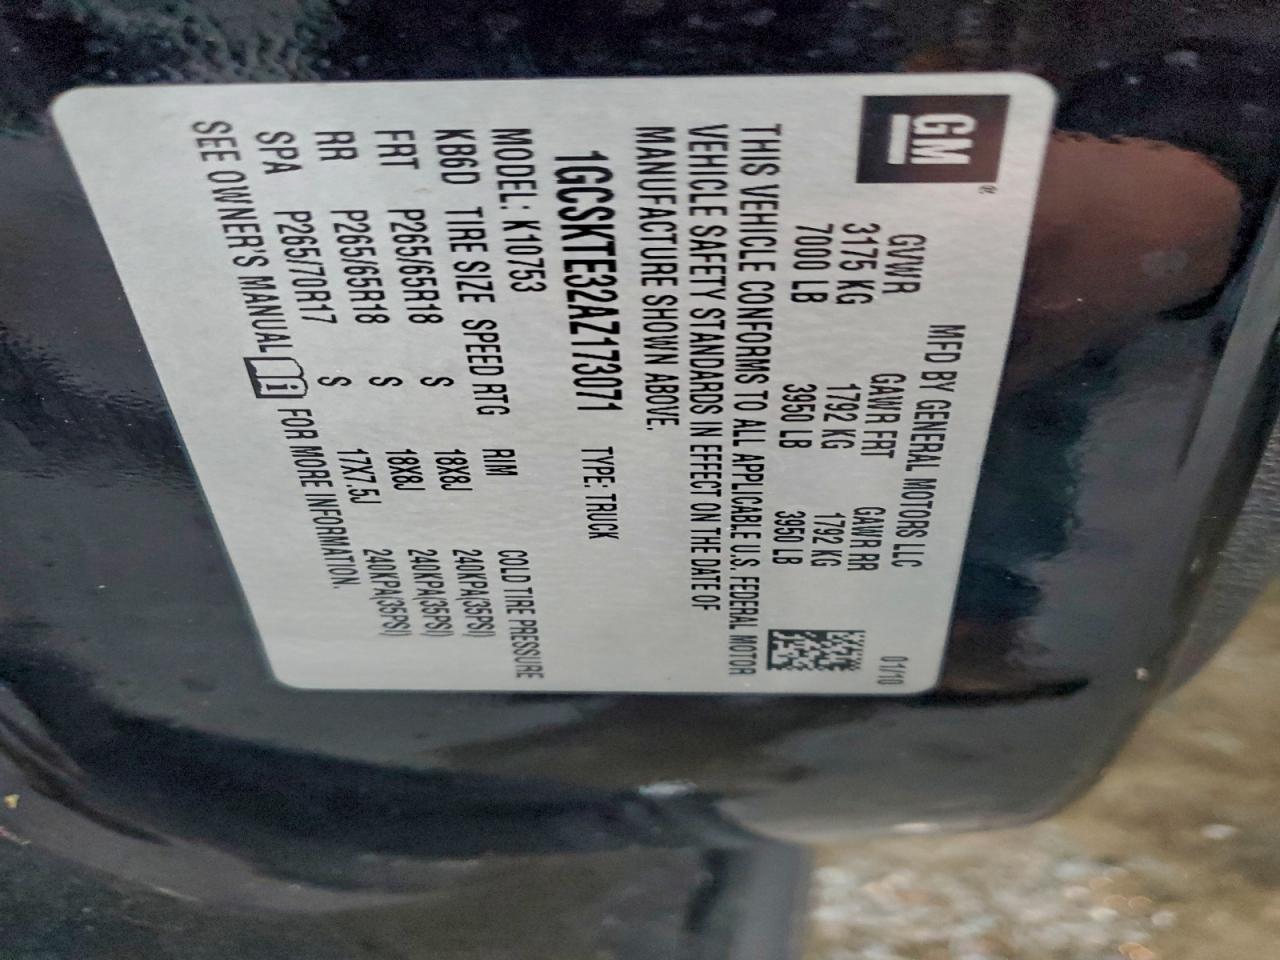 GM®
MFD BY GENERAL MOTORS LLC 01/10
GVWR GAWR FRT GAWR RR
3175 KG 1792 KG 1792 KG
7000 LB 3950 LB 3950 LB
THIS VEHICLE CONFORMS TO ALL APPLICABLE U.S. FEDERAL MOTOR
VEHICLE SAFETY STANDARDS IN EFFECT ON THE DATE OF
MANUFACTURE SHOWN ABOVE.
1GCSKTE32AZ173071 TYPE: TRUCK
MODEL: K10753
KB6D TIRE SIZE SPEED RTG RIM COLD TIRE PRESSURE
FRT P265/65R18 S 18X8J 240KPA(35PSI)
RR P265/65R18 S 18X8J 240KPA(35PSI)
SPA P265/70R17 S 17X7.5J 240KPA(35PSI)
SEE OWNER'S MANUAL i FOR MORE INFORMATION.